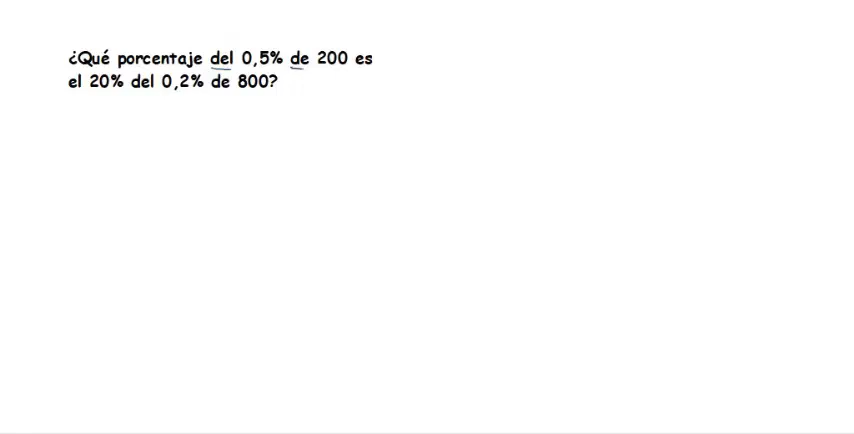 ¿Qué porcentaje del 0,5% de 200 es
el 20% del 0,2% de 800?